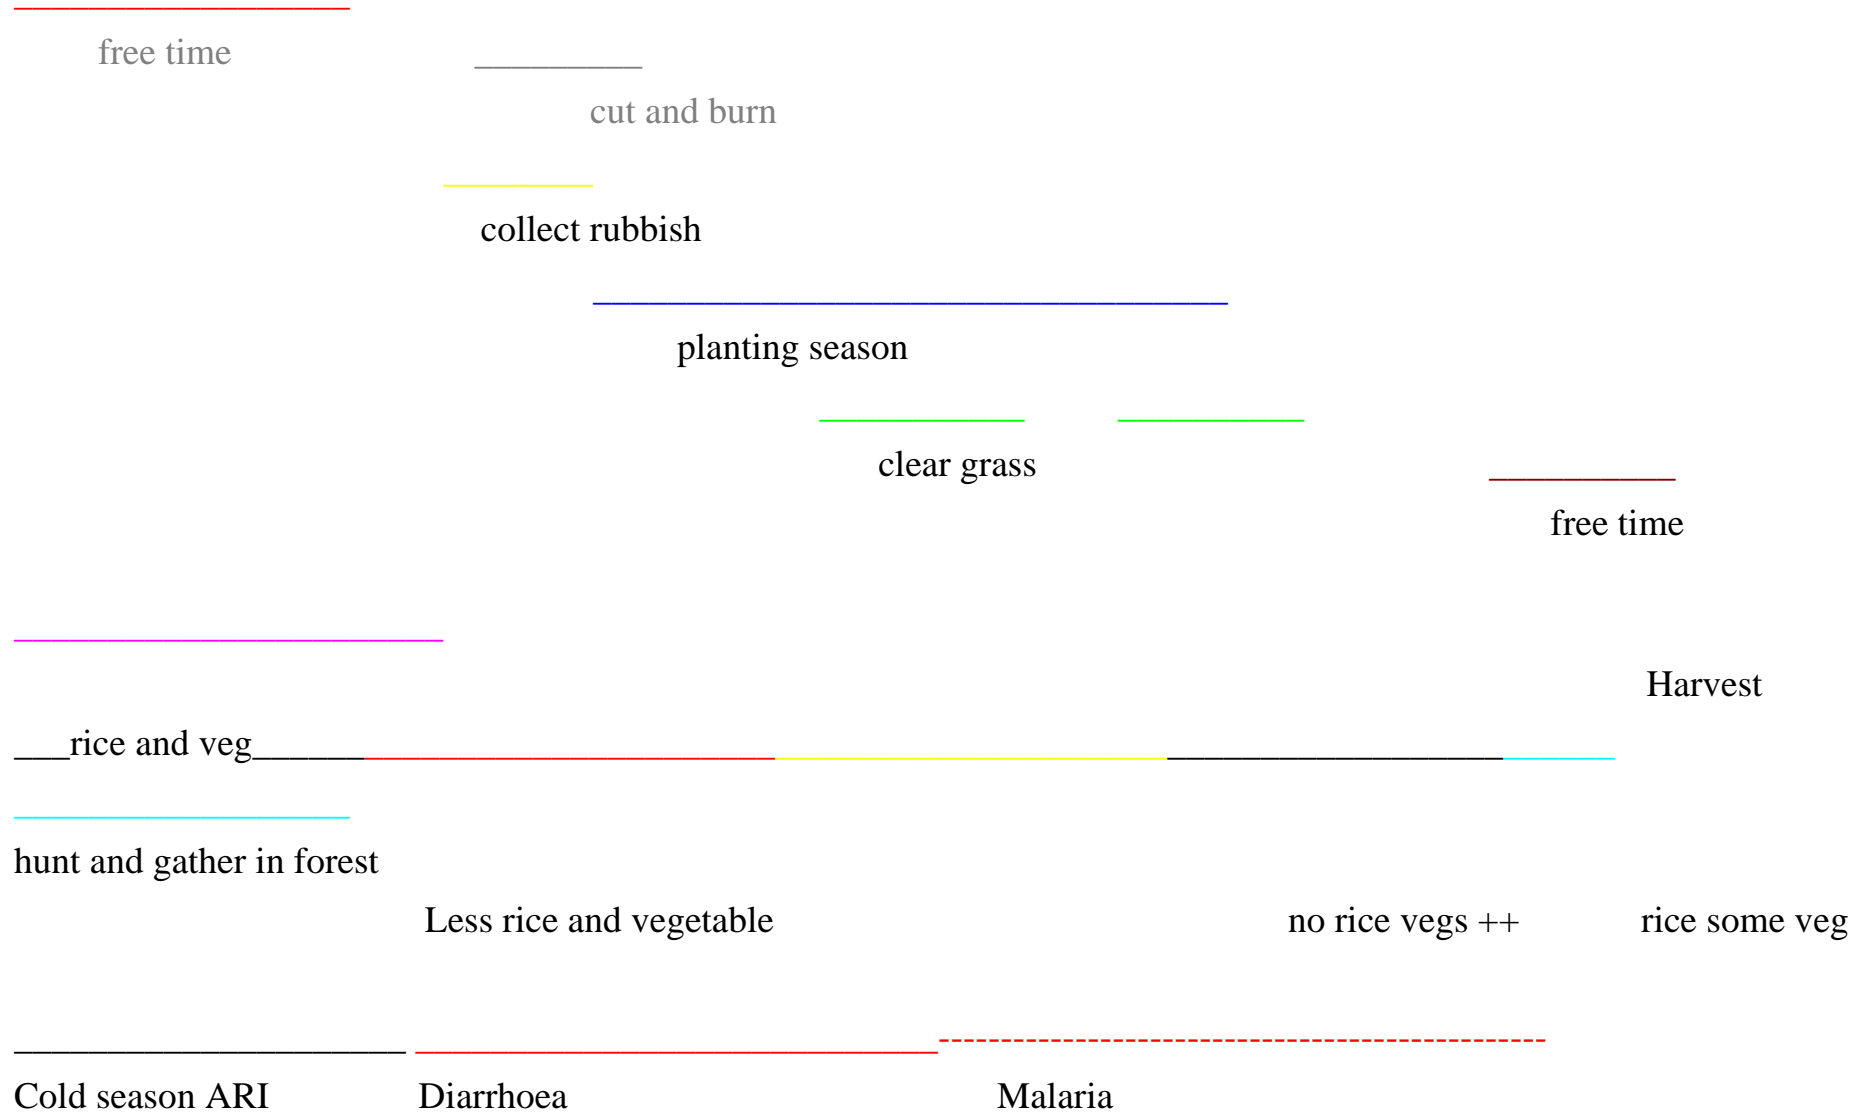 free time
cut and burn
collect rubbish
planting season
clear grass
free time
Harvest
___rice and veg______
hunt and gather in forest
Less rice and vegetable no rice vegs ++ rice some veg
Cold season ARI Diarrhoea Malaria